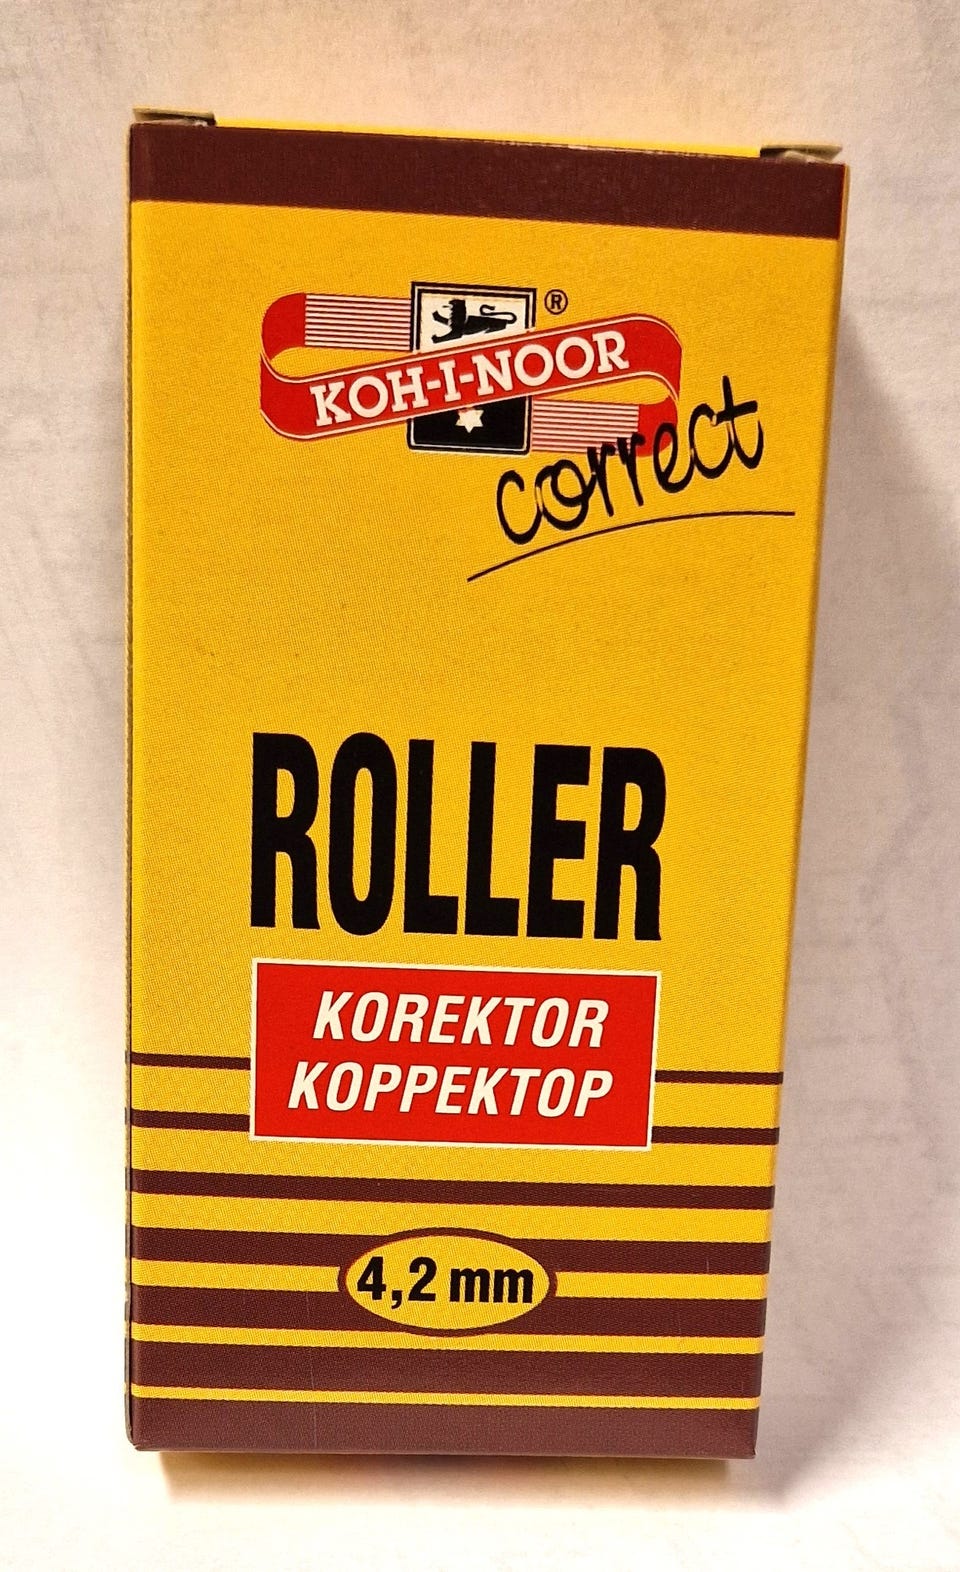 KOH-I-NOOR ®
correct
ROLLER
KOREKTOR
КОРРЕКТОР
4,2 mm